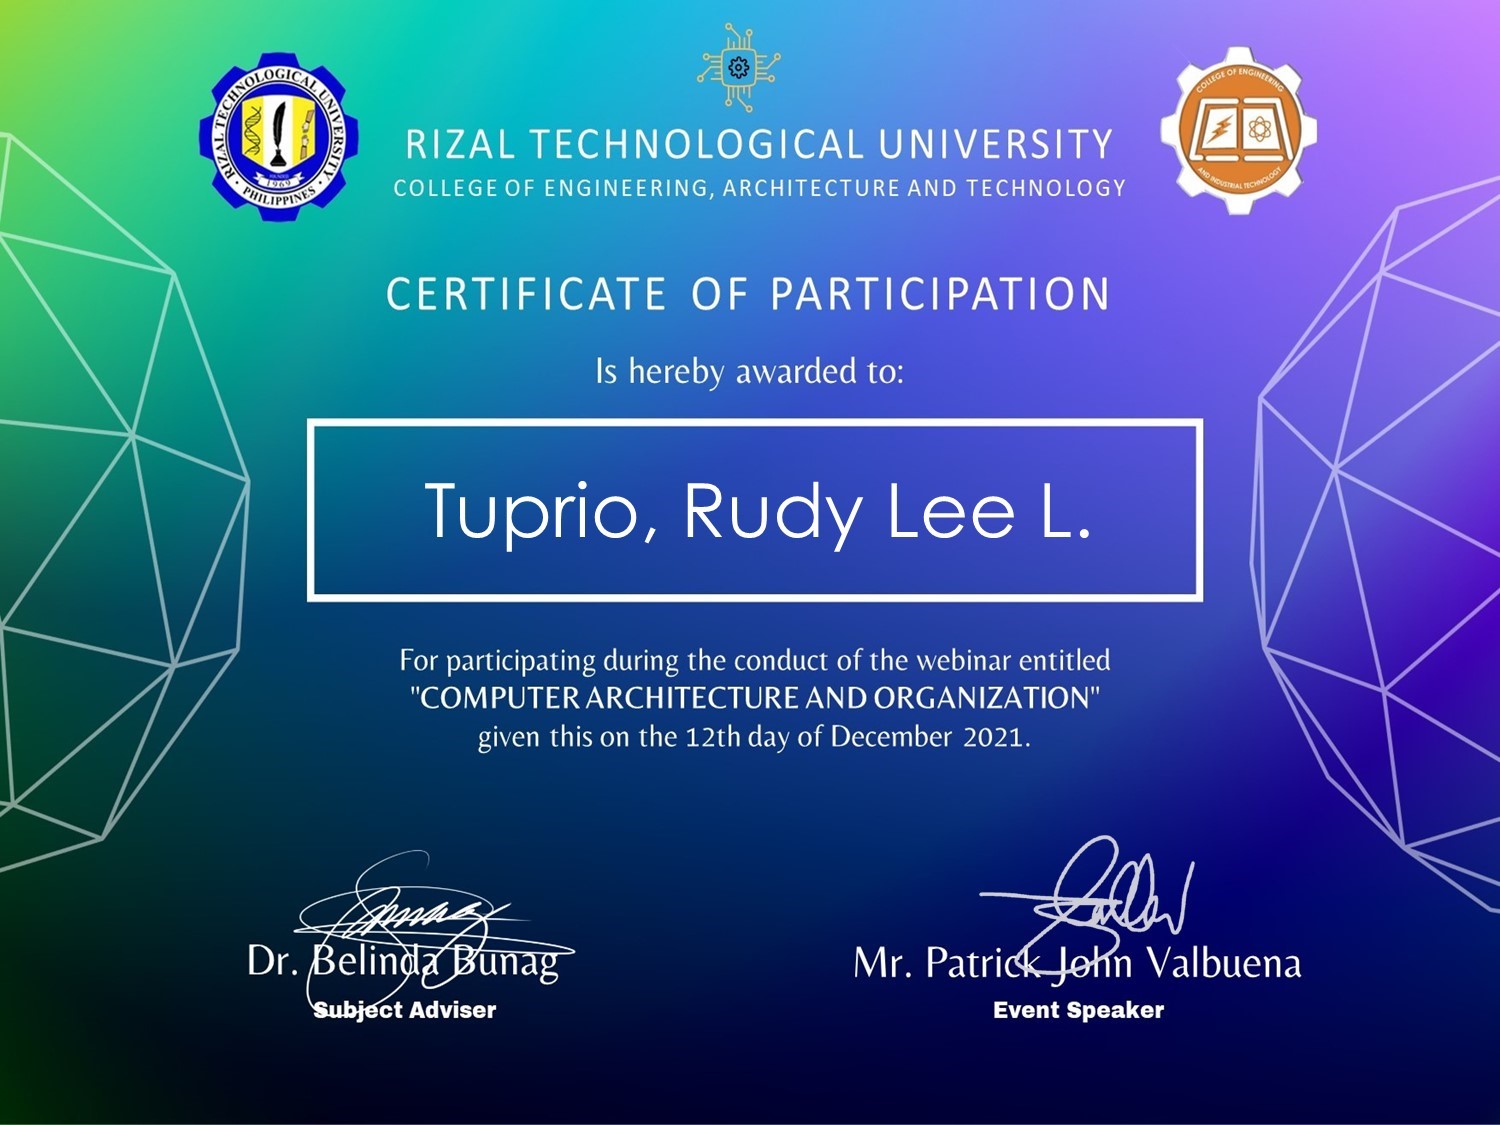 RIZAL TECHNOLOGICAL UNIVERSITY
PHILIPPINES
1969
RIZAL TECHNOLOGICAL UNIVERSITY
COLLEGE OF ENGINEERING, ARCHITECTURE AND TECHNOLOGY
COLLEGE OF ENGINEERING
AND INDUSTRIAL TECHNOLOGY
CERTIFICATE OF PARTICIPATION
Is hereby awarded to:
Tuprio, Rudy Lee L.
For participating during the conduct of the webinar entitled
"COMPUTER ARCHITECTURE AND ORGANIZATION"
given this on the 12th day of December 2021.
Dr. Belinda Bunag
Subject Adviser
Mr. Patrick John Valbuena
Event Speaker